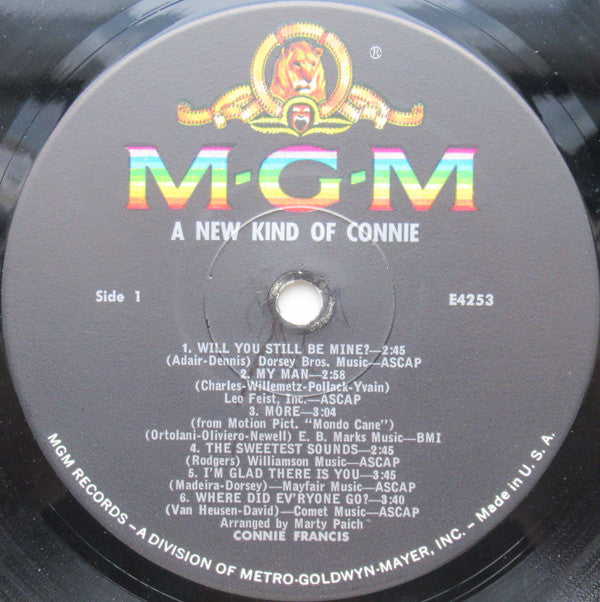 ®
M-G-M
A NEW KIND OF CONNIE
Side 1
E4253
1. WILL YOU STILL BE MINE?—2:45
(Adair-Dennis) Dorsey Bros. Music—ASCAP
2. MY MAN—2:58
(Charles-Willemetz-Pollack-Yvain)
Leo Feist, Inc.—ASCAP
3. MORE—3:04
(from Motion Pict. “Mondo Cane”)
(Ortolani-Oliviero-Newell) E. B. Marks Music—BMI
4. THE SWEETEST SOUNDS—2:45
(Rodgers) Williamson Music—ASCAP
5. I'M GLAD THERE IS YOU—3:45
(Madeira-Dorsey)—Mayfair Music—ASCAP
6. WHERE DID EV'RYONE GO?—3:40
(Van Heusen-David)—Comet Music—ASCAP
Arranged by Marty Paich
CONNIE FRANCIS
MGM RECORDS – A DIVISION OF METRO-GOLDWYN-MAYER, INC. – Made in U. S. A.